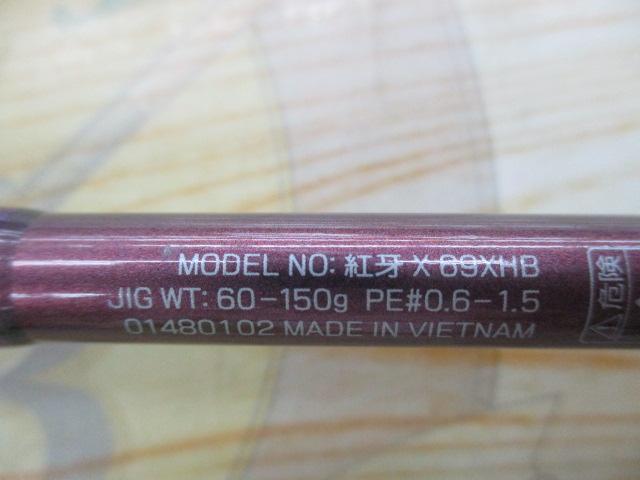 MODEL NO: 紅牙 X 69XHB
JIG WT: 60-150g PE#0.6-1.5
01480102 MADE IN VIETNAM
⚠危険